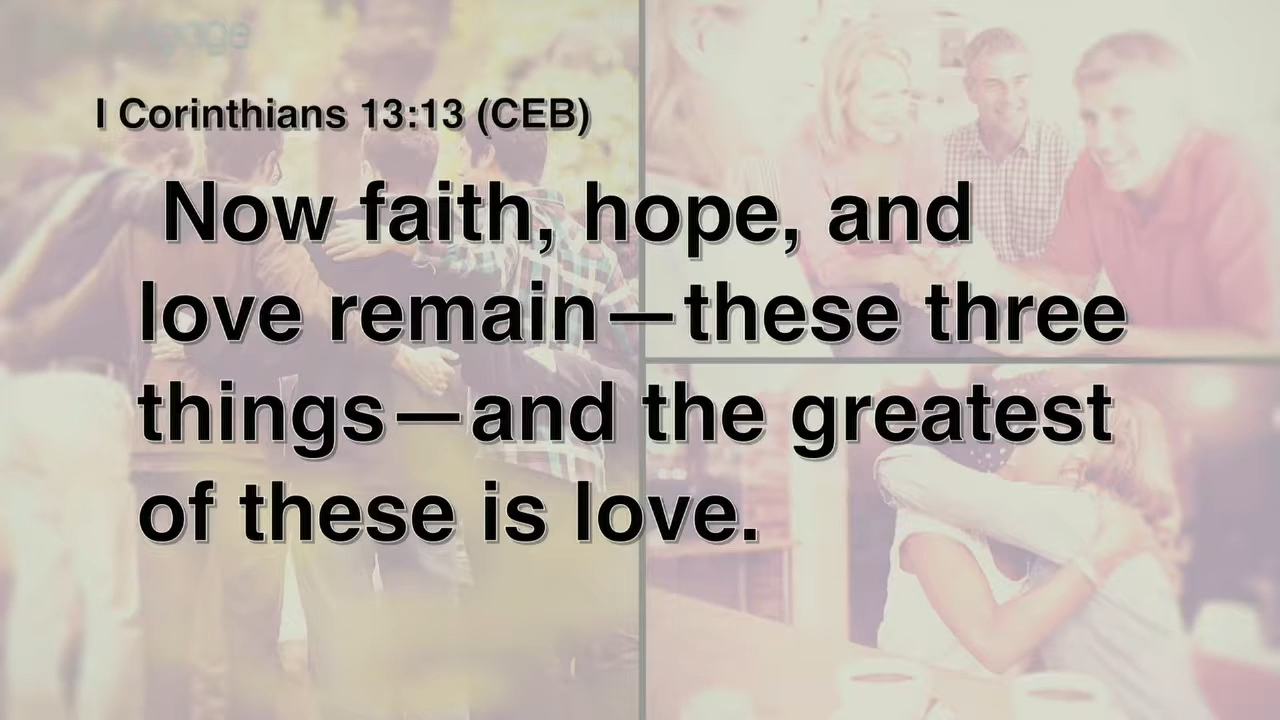 I Corinthians 13:13 (CEB)
Now faith, hope, and
love remain—these three
things—and the greatest
of these is love.